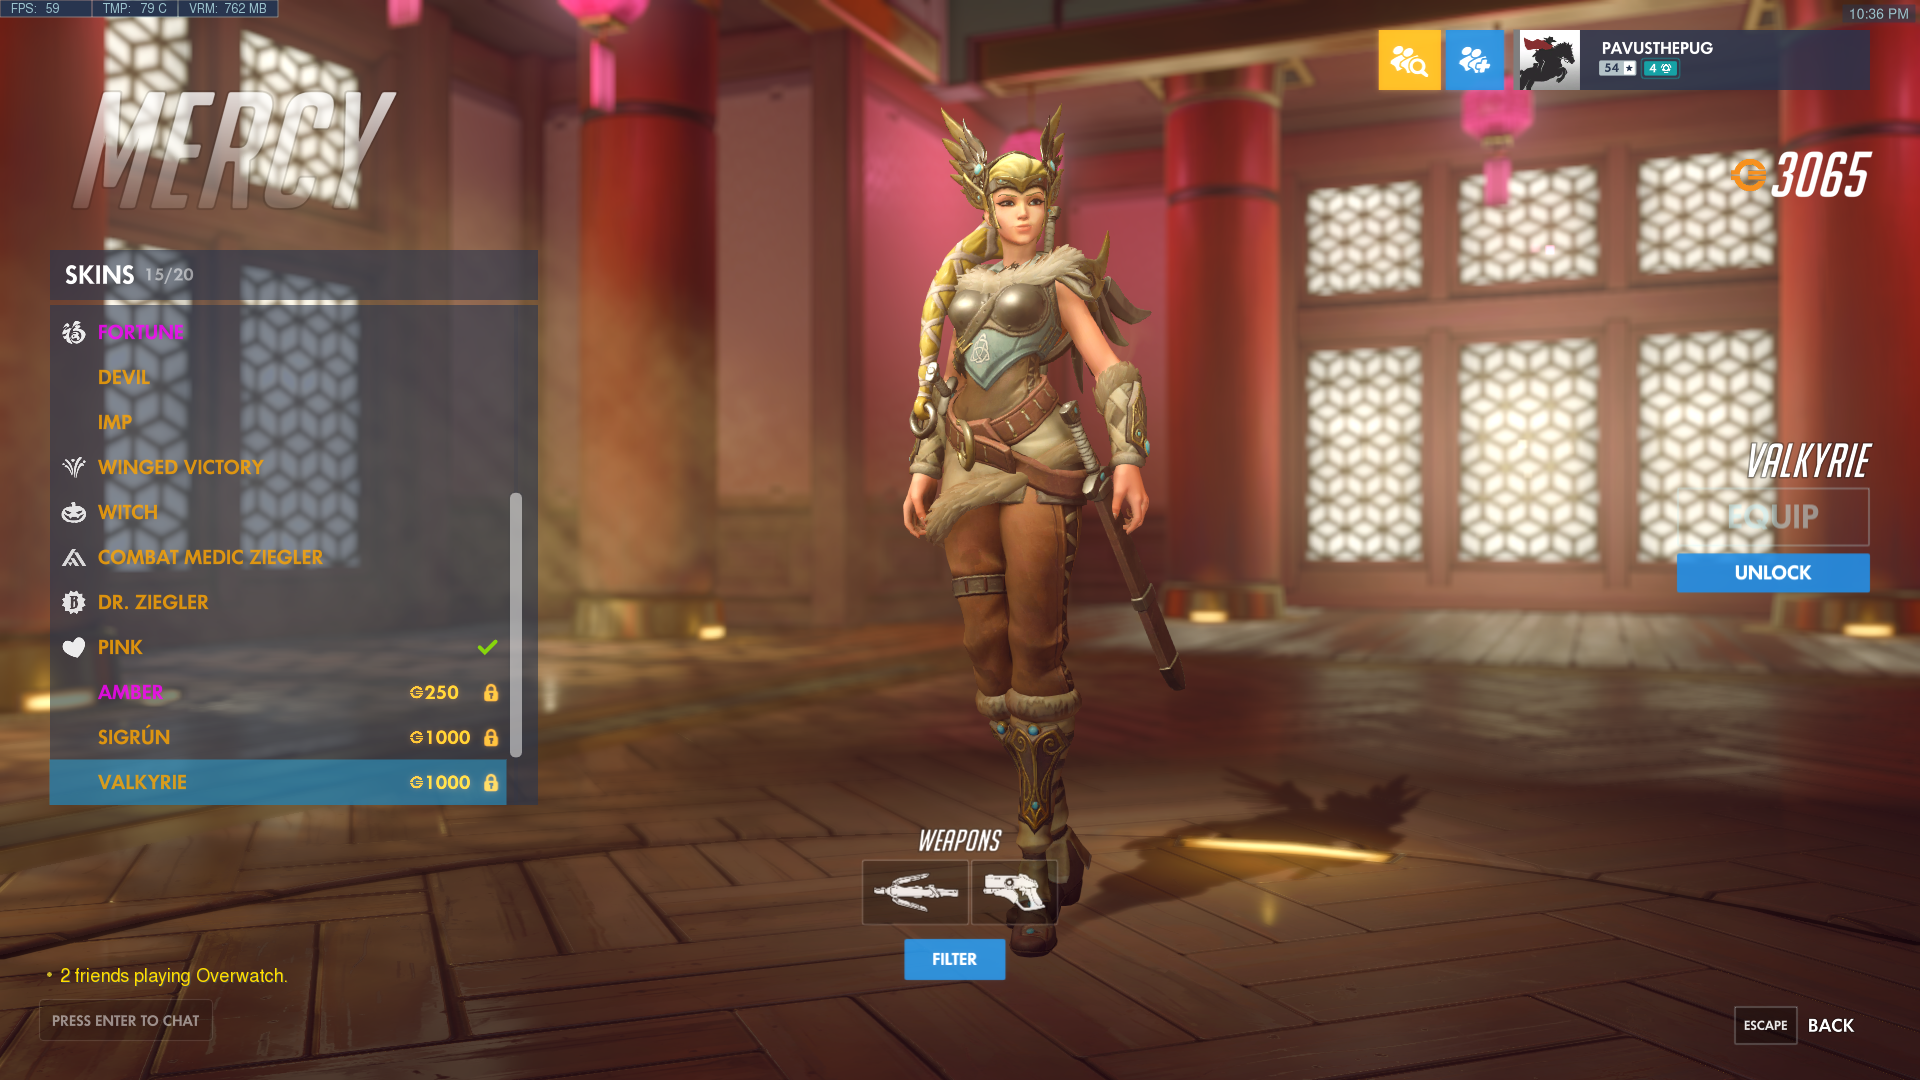 FPS: 59 TMP: 79 C VRM: 762 MB
10:36 PM
PAVUSTHEPUG
54 4
MERCY
3065
SKINS 15/20
福 FORTUNE
DEVIL
IMP
WINGED VICTORY
WITCH
COMBAT MEDIC ZIEGLER
DR. ZIEGLER
PINK
AMBER 250
SIGRÚN 1000
VALKYRIE 1000
VALKYRIE
EQUIP
UNLOCK
WEAPONS
FILTER
• 2 friends playing Overwatch.
PRESS ENTER TO CHAT
ESCAPE BACK